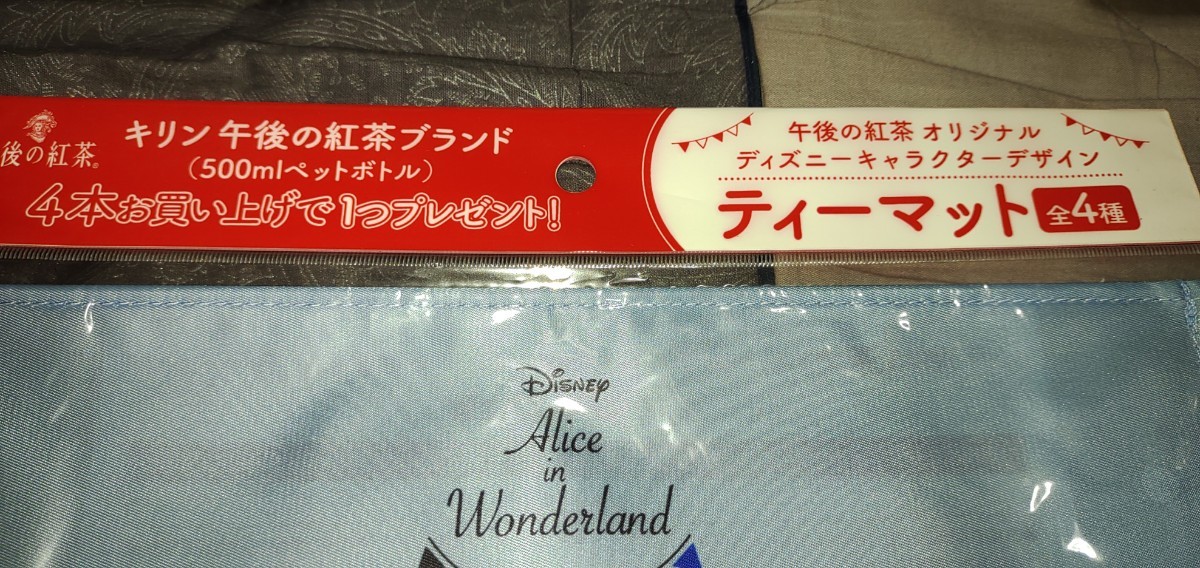 後の紅茶
キリン 午後の紅茶ブランド
(500mlペットボトル)
4本お買い上げで1つプレゼント!
午後の紅茶 オリジナル
ディズニーキャラクターデザイン
ティーマット 全4種
Disney
Alice
in
Wonderland